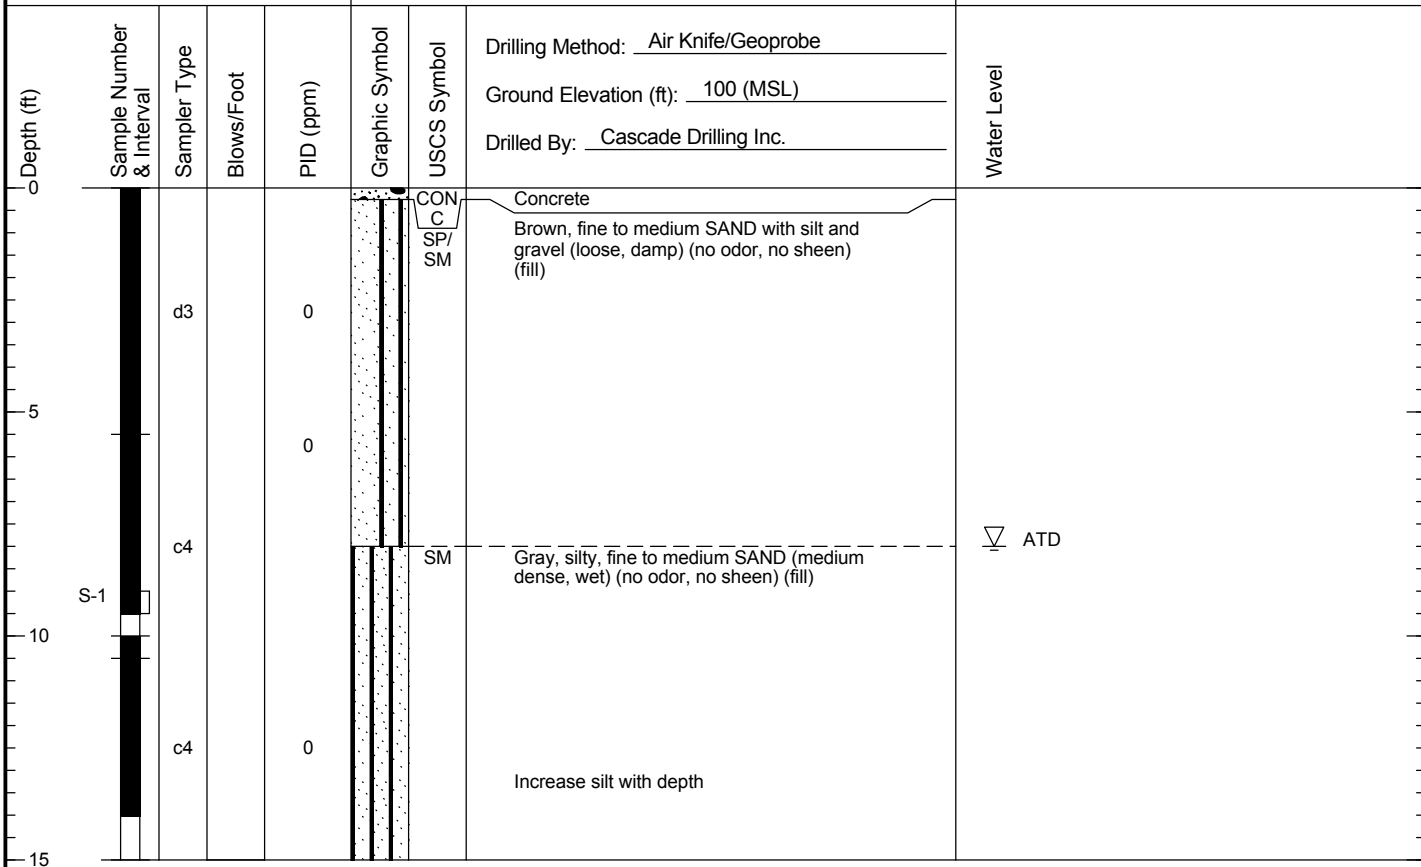 Depth (ft)
Sample Number
& Interval
Sampler Type
Blows/Foot
PID (ppm)
Graphic Symbol
USCS Symbol
Drilling Method: Air Knife/Geoprobe
Ground Elevation (ft): 100 (MSL)
Drilled By: Cascade Drilling Inc.
Water Level
0
CON
C
Concrete
SP/
SM
Brown, fine to medium SAND with silt and
gravel (loose, damp) (no odor, no sheen)
(fill)
d3
0
5
0
c4
SM
Gray, silty, fine to medium SAND (medium
dense, wet) (no odor, no sheen) (fill)
ATD
S-1
10
c4
0
Increase silt with depth
15